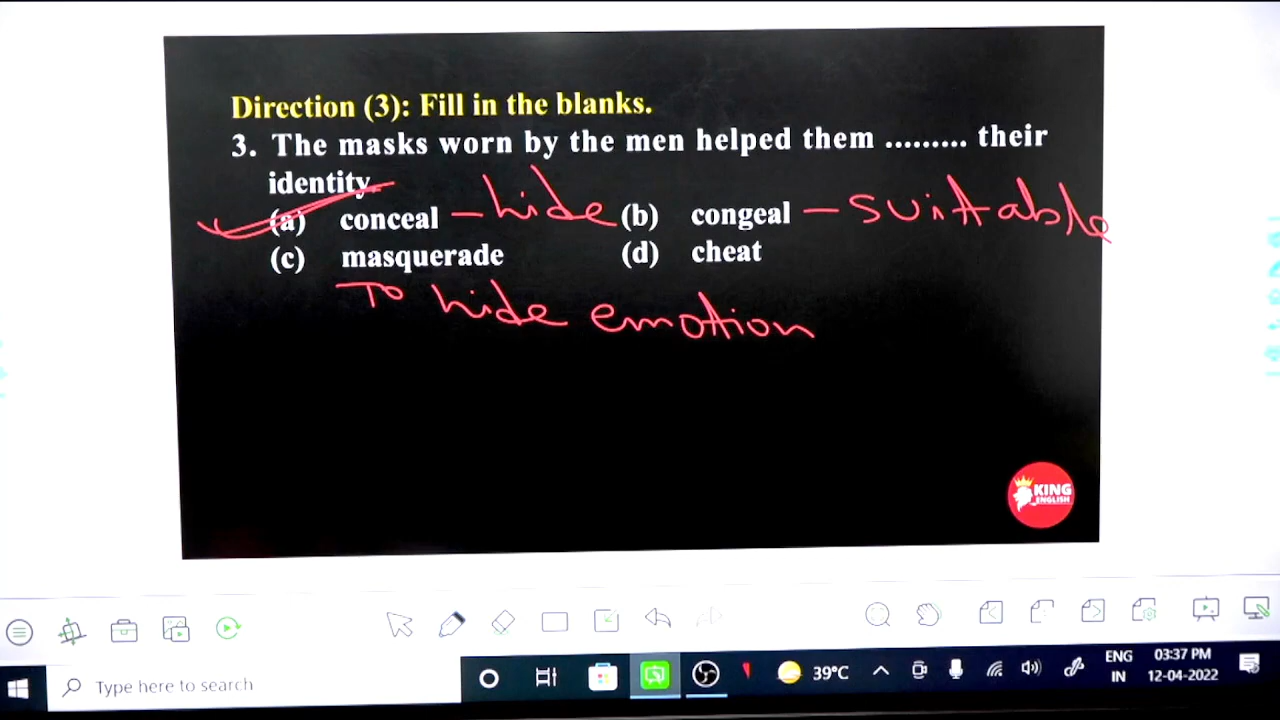 Direction (3): Fill in the blanks.
3. The masks worn by the men helped them ......... their
identity.
(a) conceal – hide (b) congeal – suitable
(c) masquerade (d) cheat
To hide emotion
KING
ENGLISH
Type here to search
39°C
ENG
IN
03:37 PM
12-04-2022